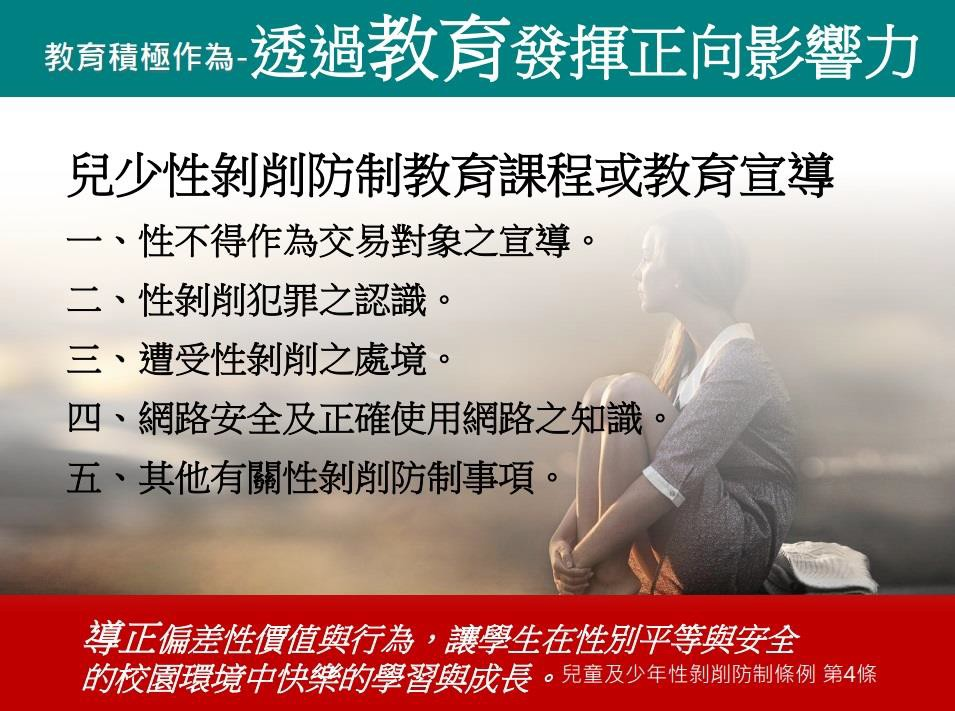 教育積極作為-透過教育發揮正向影響力
兒少性剝削防制教育課程或教育宣導
一、性不得作為交易對象之宣導。
二、性剝削犯罪之認識。
三、遭受性剝削之處境。
四、網路安全及正確使用網路之知識。
五、其他有關性剝削防制事項。
導正偏差性價值與行為，讓學生在性別平等與安全
的校園環境中快樂的學習與成長。兒童及少年性剝削防制條例 第4條